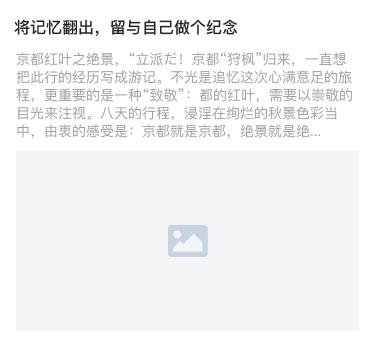 将记忆翻出，留与自己做个纪念
京都红叶之绝景，“立派だ！京都“狩枫”归来，一直想
把此行的经历写成游记。不光是追忆这次心满意足的旅
程，更重要的是一种“致敬”：都的红叶，需要以崇敬的
目光来注视。八天的行程，浸淫在绚烂的秋景色彩当
中，由衷的感受是：京都就是京都，绝景就是绝...